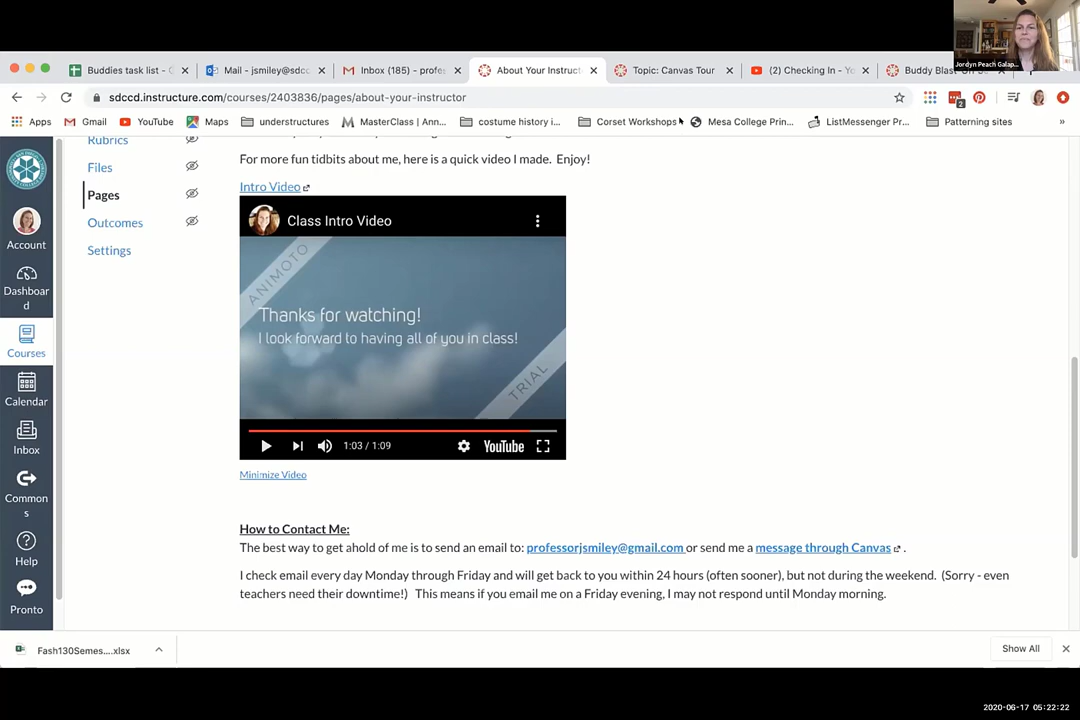 Jordyn Peach Galap...
Buddies task list - G
Mail - jsmiley@sdcc
Inbox (185) - profes
About Your Instruct
Topic: Canvas Tour
(2) Checking In - Yo
sdccd.instructure.com/courses/2403836/pages/about-your-instructor
2
Apps
Gmail
YouTube
Maps
understructures
MasterClass | Ann...
costume history i...
Corset Workshops
Mesa College Prin...
ListMessenger Pr...
Patterning sites
»
Account
Dashboar
d
Courses
Calendar
Inbox
Common
s
Help
Pronto
Rubrics
Files
Pages
Outcomes
Settings
For more fun tidbits about me, here is a quick video I made. Enjoy!
Intro Video
Class Intro Video
ANIMOTO
Thanks for watching!
I look forward to having all of you in class!
TRIAL
1:03 / 1:09
YouTube
Minimize Video
How to Contact Me:
The best way to get ahold of me is to send an email to: professorjsmiley@gmail.com or send me a message through Canvas .
I check email every day Monday through Friday and will get back to you within 24 hours (often sooner), but not during the weekend. (Sorry - even
teachers need their downtime!) This means if you email me on a Friday evening, I may not respond until Monday morning.
Fash130Semes....xlsx
Show All
2020-06-17 05:22:22